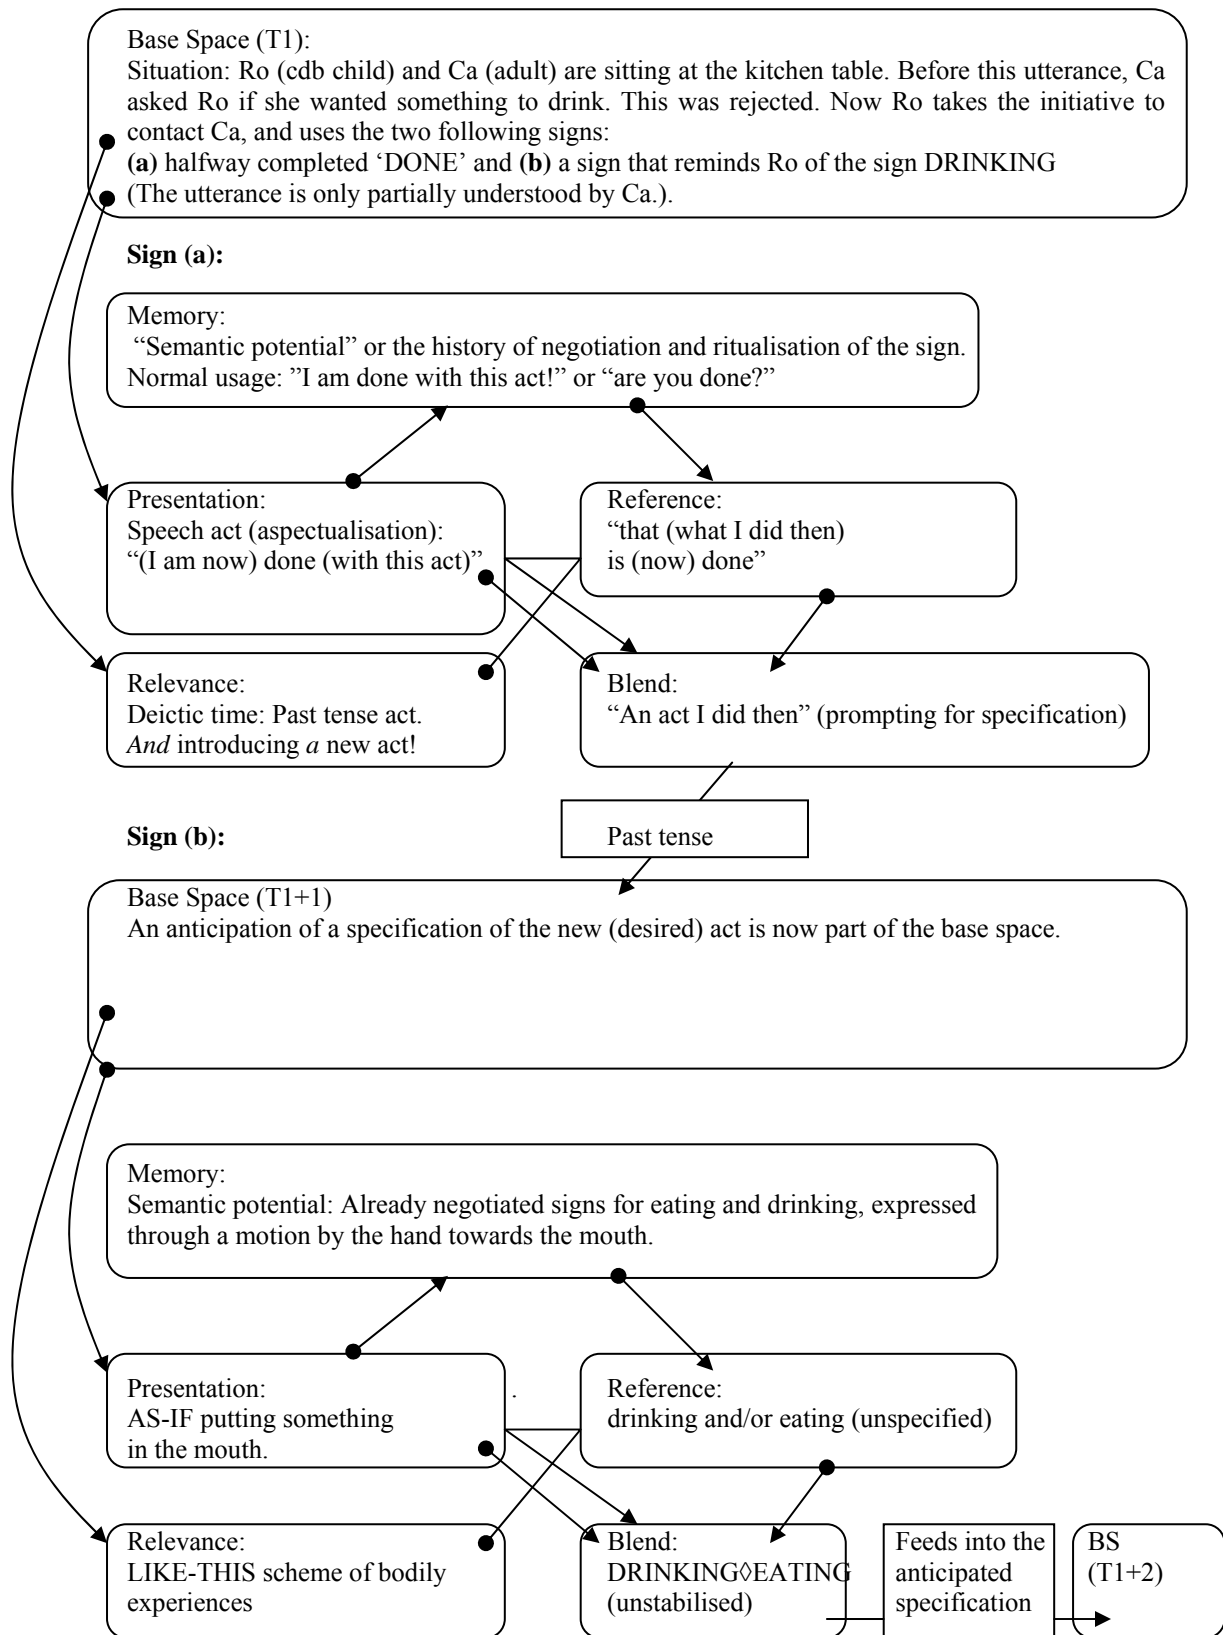 Base Space (T1):
Situation: Ro (cdb child) and Ca (adult) are sitting at the kitchen table. Before this utterance, Ca
asked Ro if she wanted something to drink. This was rejected. Now Ro takes the initiative to
contact Ca, and uses the two following signs:
(a) halfway completed ‘DONE’ and (b) a sign that reminds Ro of the sign DRINKING
(The utterance is only partially understood by Ca.).
Sign (a):
Memory:
“Semantic potential” or the history of negotiation and ritualisation of the sign.
Normal usage: ”I am done with this act!” or “are you done?”
Presentation:
Speech act (aspectualisation):
“(I am now) done (with this act)”
Reference:
“that (what I did then)
is (now) done”
Relevance:
Deictic time: Past tense act.
And introducing a new act!
Blend:
“An act I did then” (prompting for specification)
Past tense
Sign (b):
Base Space (T1+1)
An anticipation of a specification of the new (desired) act is now part of the base space.
Memory:
Semantic potential: Already negotiated signs for eating and drinking, expressed
through a motion by the hand towards the mouth.
Presentation:
AS-IF putting something
in the mouth.
.
Reference:
drinking and/or eating (unspecified)
Relevance:
LIKE-THIS scheme of bodily
experiences
Blend:
DRINKING◊EATING
(unstabilised)
Feeds into the
anticipated
specification
BS
(T1+2)